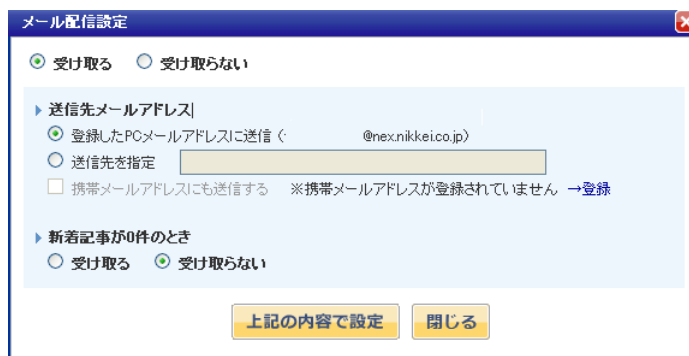 メール配信設定
受け取る 受け取らない
送信先メールアドレス
登録したPCメールアドレスに送信( @nex.nikkei.co.jp)
送信先を指定
携帯メールアドレスにも送信する ※携帯メールアドレスが登録されていません →登録
新着記事が0件のとき
受け取る 受け取らない
上記の内容で設定 閉じる